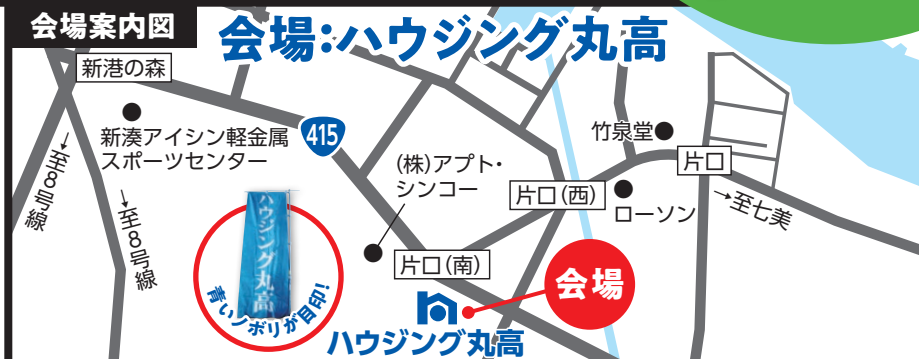 会場案内図
会場:ハウジング丸高
新港の森
新湊アイシン軽金属
スポーツセンター
415
(株)アプト・
シンコー
竹泉堂
片口
片口(西)
ローソン
→至七美
→至8号線
→至8号線
ハウジング丸高
青いノボリが目印!
片口(南)
会場
ハウジング丸高